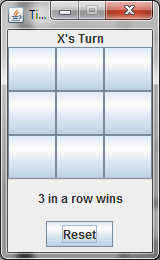 Ti...
X's Turn
3 in a row wins
Reset